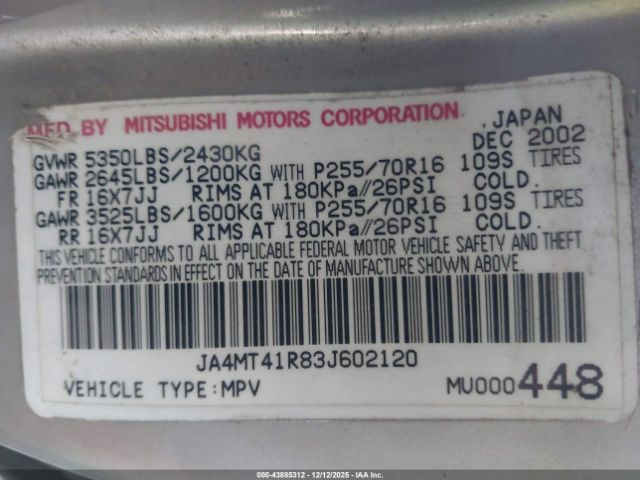 MFD BY MITSUBISHI MOTORS CORPORATION JAPAN
GVWR 5350LBS/2430KG DEC 2002
GAWR 2645LBS/1200KG WITH P255/70R16 109S TIRES
FR 16X7JJ RIMS AT 180KPa//26PSI COLD.
GAWR 3525LBS/1600KG WITH P255/70R16 109S TIRES
RR 16X7JJ RIMS AT 180KPa//26PSI COLD.
THIS VEHICLE CONFORMS TO ALL APPLICABLE FEDERAL MOTOR VEHICLE SAFETY AND THEFT
PREVENTION STANDARDS IN EFFECT ON THE DATE OF MANUFACTURE SHOWN ABOVE.
JA4MT41R83J602120
VEHICLE TYPE:MPV MU000448
000-43885312 - 12/12/2025 - IAAI.com